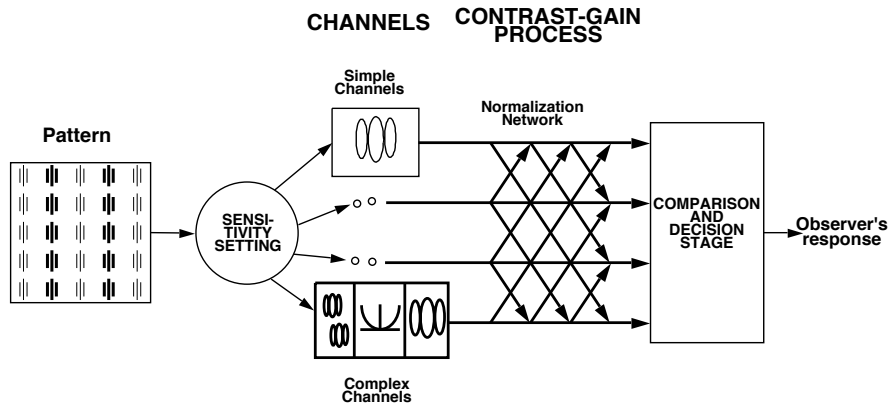 CHANNELS
CONTRAST-GAIN
PROCESS
Simple
Channels
Normalization
Network
Pattern
SENSI-
TIVITY
SETTING
COMPARISON
AND
DECISION
STAGE
Observer's
response
Complex
Channels